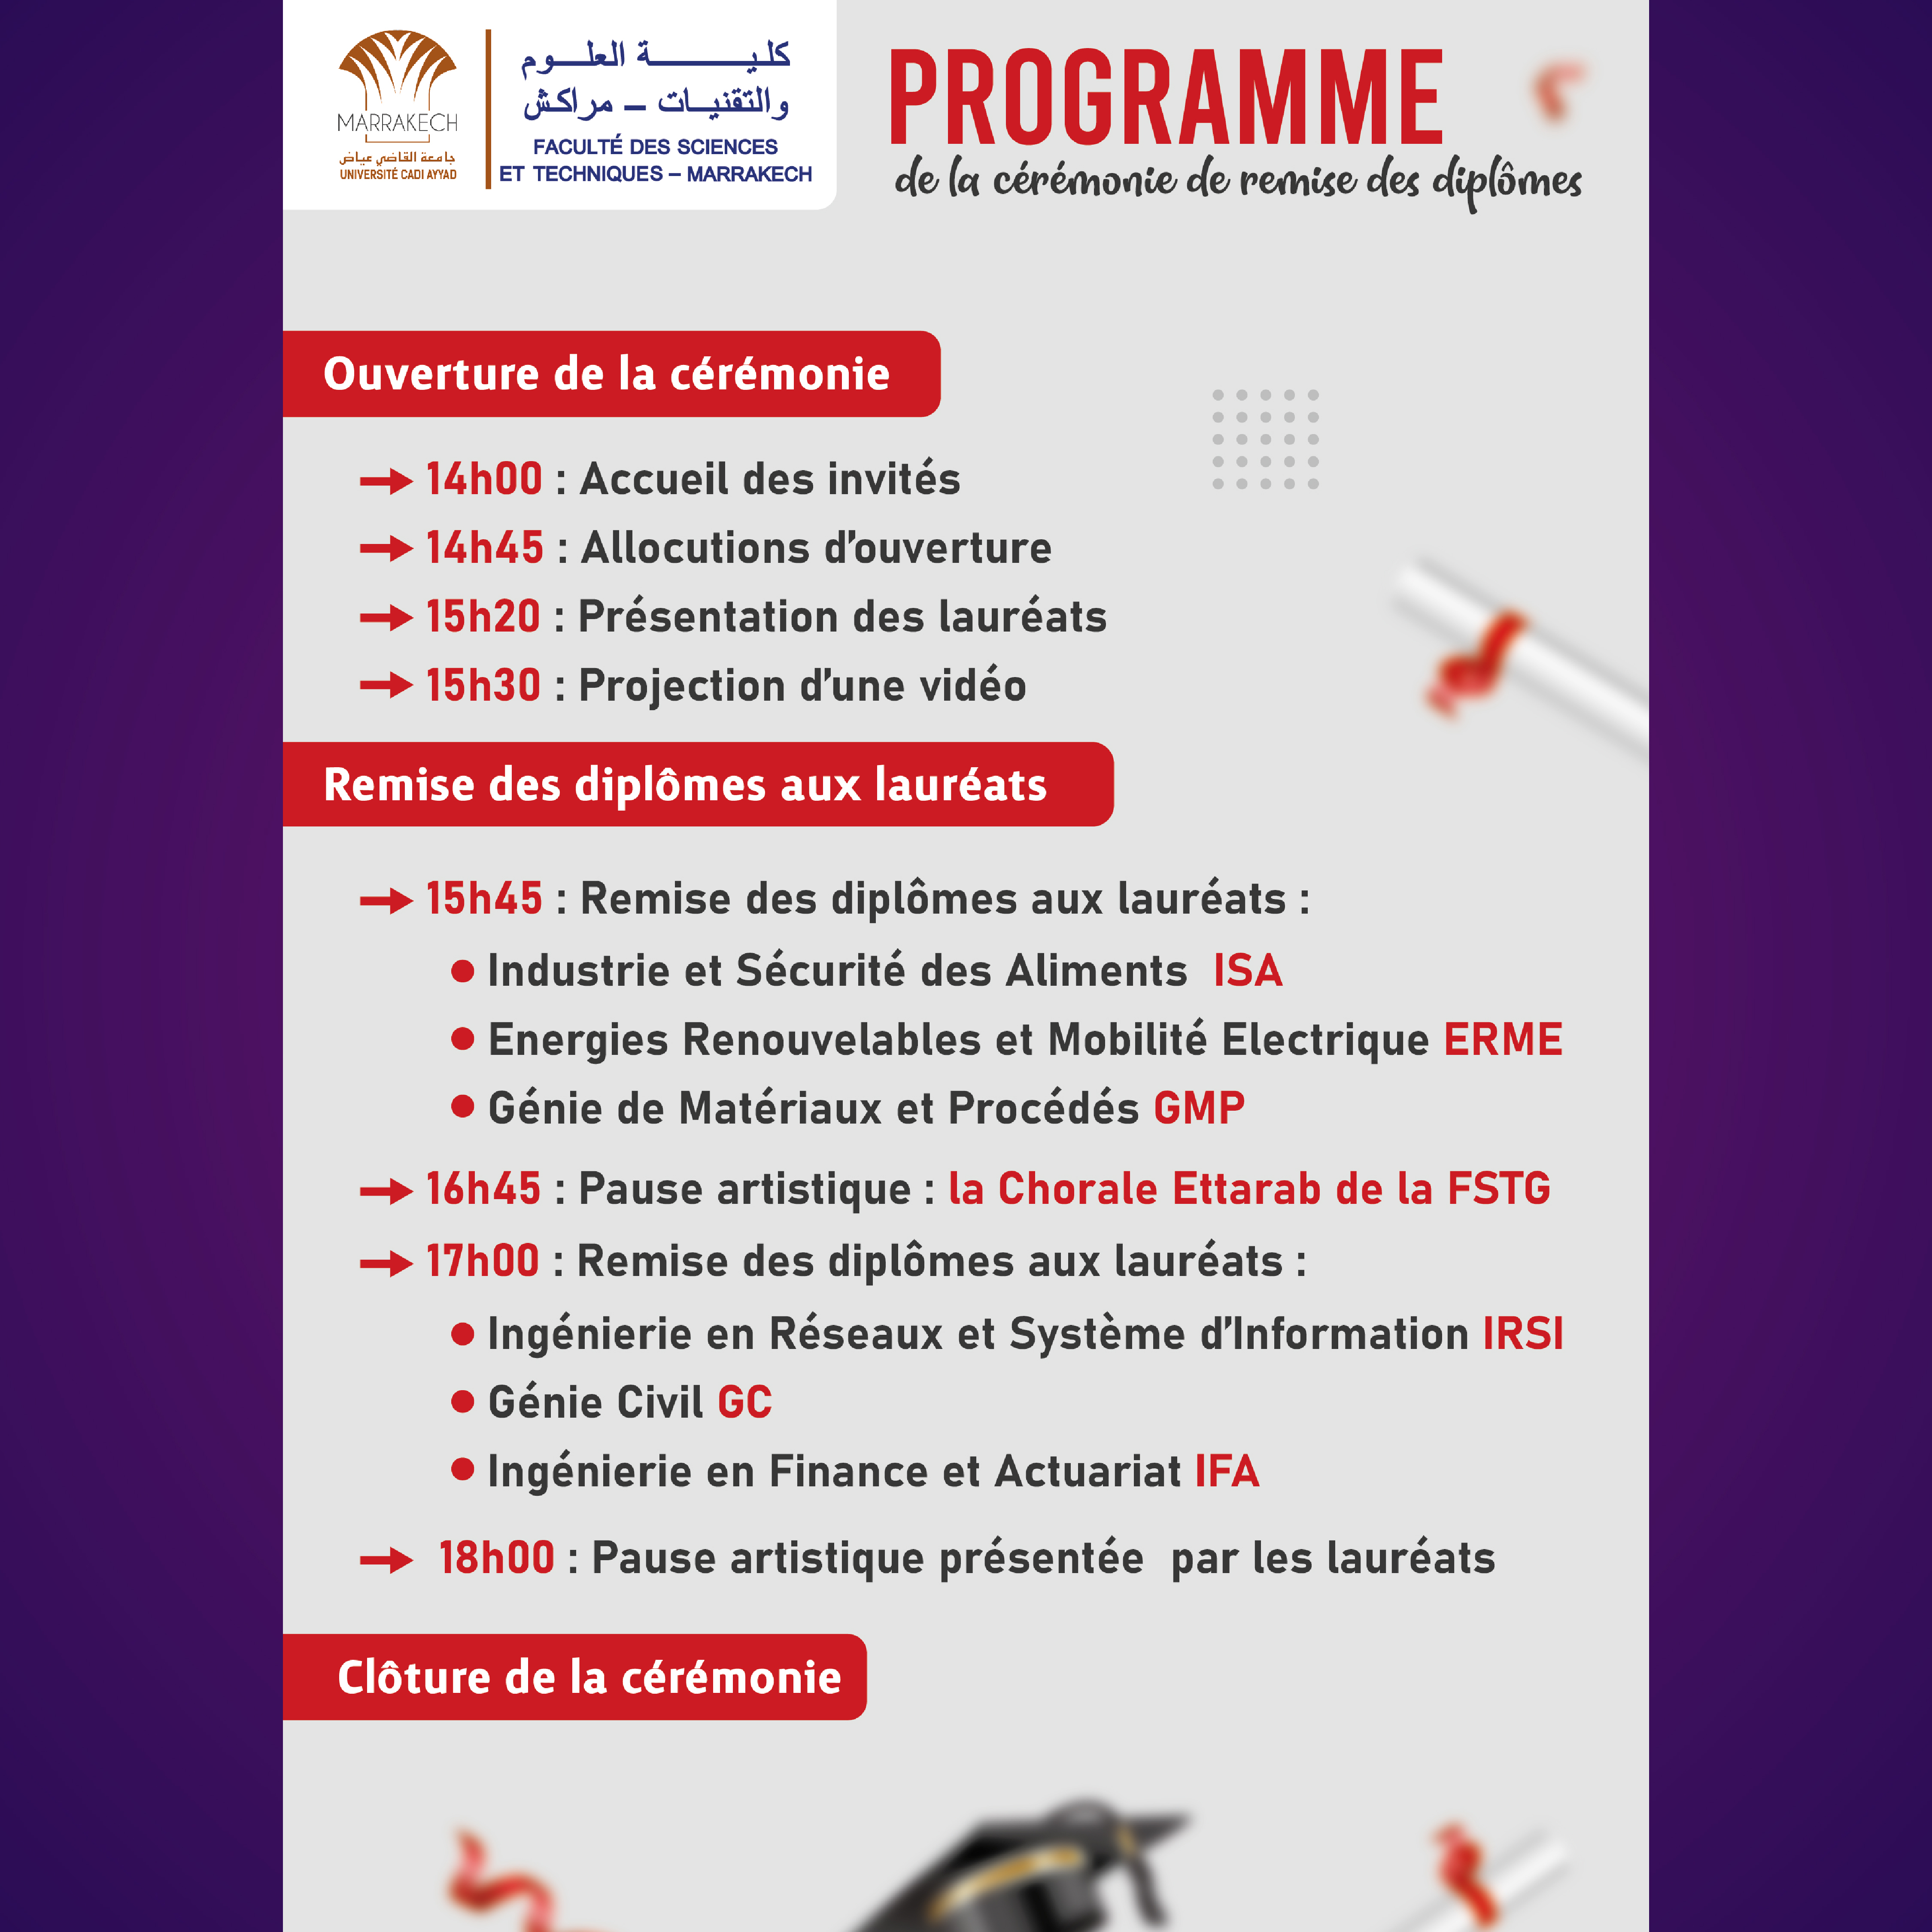 كليـــــة العلـــوم
والتقنيـــات – مراكش
FACULTÉ DES SCIENCES
ET TECHNIQUES – MARRAKECH
MARRAKECH
جامعة القاضي عياض
UNIVERSITÉ CADI AYYAD
PROGRAMME
de la cérémonie de remise des diplômes
Ouverture de la cérémonie
14h00 : Accueil des invités
14h45 : Allocutions d’ouverture
15h20 : Présentation des lauréats
15h30 : Projection d’une vidéo
Remise des diplômes aux lauréats
15h45 : Remise des diplômes aux lauréats :
• Industrie et Sécurité des Aliments ISA
• Energies Renouvelables et Mobilité Electrique ERME
• Génie de Matériaux et Procédés GMP
16h45 : Pause artistique : la Chorale Ettarab de la FSTG
17h00 : Remise des diplômes aux lauréats :
• Ingénierie en Réseaux et Système d’Information IRSI
• Génie Civil GC
• Ingénierie en Finance et Actuariat IFA
18h00 : Pause artistique présentée par les lauréats
Clôture de la cérémonie